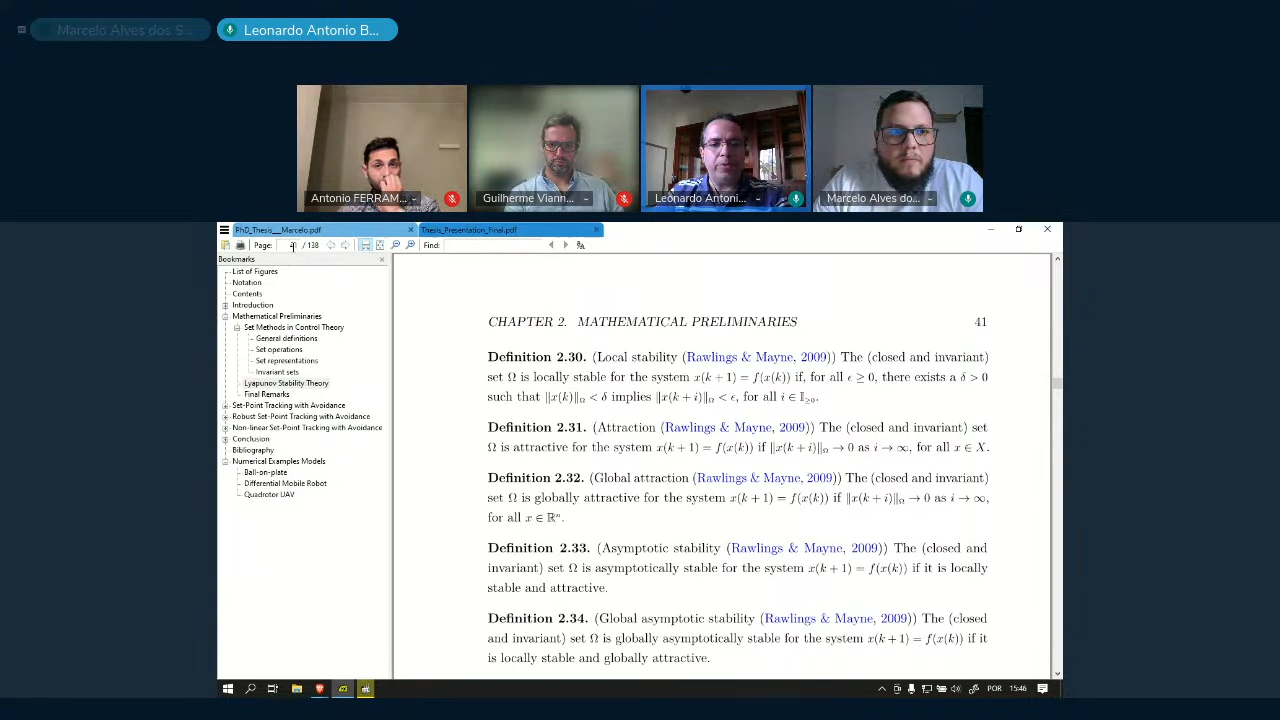 Marcelo Alves dos S...
Leonardo Antonio B...
Antonio FERRAM...
Guilherme Viann...
Leonardo Antoni...
Marcelo Alves do...
PhD_Thesis__Marcelo.pdf
Thesis_Presentation_Final.pdf
Page:
/ 138
Find:
Bookmarks
List of Figures
Notation
Contents
Introduction
Mathematical Preliminaries
Set Methods in Control Theory
General definitions
Set operations
Set representations
Invariant sets
Lyapunov Stability Theory
Final Remarks
Set-Point Tracking with Avoidance
Robust Set-Point Tracking with Avoidance
Non-linear Set-Point Tracking with Avoidance
Conclusion
Bibliography
Numerical Examples Models
Ball-on-plate
Differential Mobile Robot
Quadrotor UAV
CHAPTER 2. MATHEMATICAL PRELIMINARIES 41
Definition 2.30. (Local stability (Rawlings & Mayne, 2009)) The (closed and invariant)
set Ω is locally stable for the system x(k + 1) = f(x(k)) if, for all ϵ ≥ 0, there exists a δ > 0
such that ‖x(k)‖_Ω < δ implies ‖x(k + i)‖_Ω < ϵ, for all i ∈ 𝕀_≥0.
Definition 2.31. (Attraction (Rawlings & Mayne, 2009)) The (closed and invariant) set
Ω is attractive for the system x(k + 1) = f(x(k)) if ‖x(k + i)‖_Ω → 0 as i → ∞, for all x ∈ X.
Definition 2.32. (Global attraction (Rawlings & Mayne, 2009)) The (closed and invariant)
set Ω is globally attractive for the system x(k + 1) = f(x(k)) if ‖x(k + i)‖_Ω → 0 as i → ∞,
for all x ∈ ℝⁿ.
Definition 2.33. (Asymptotic stability (Rawlings & Mayne, 2009)) The (closed and
invariant) set Ω is asymptotically stable for the system x(k + 1) = f(x(k)) if it is locally
stable and attractive.
Definition 2.34. (Global asymptotic stability (Rawlings & Mayne, 2009)) The (closed
and invariant) set Ω is globally asymptotically stable for the system x(k + 1) = f(x(k)) if it
is locally stable and globally attractive.
POR
15:46